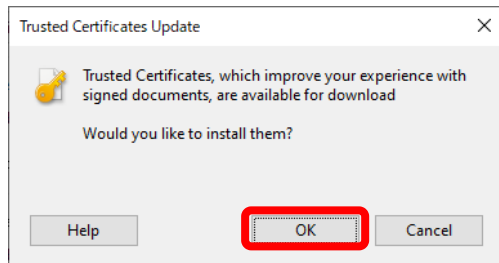 Trusted Certificates Update
Trusted Certificates, which improve your experience with
signed documents, are available for download
Would you like to install them?
Help
OK
Cancel